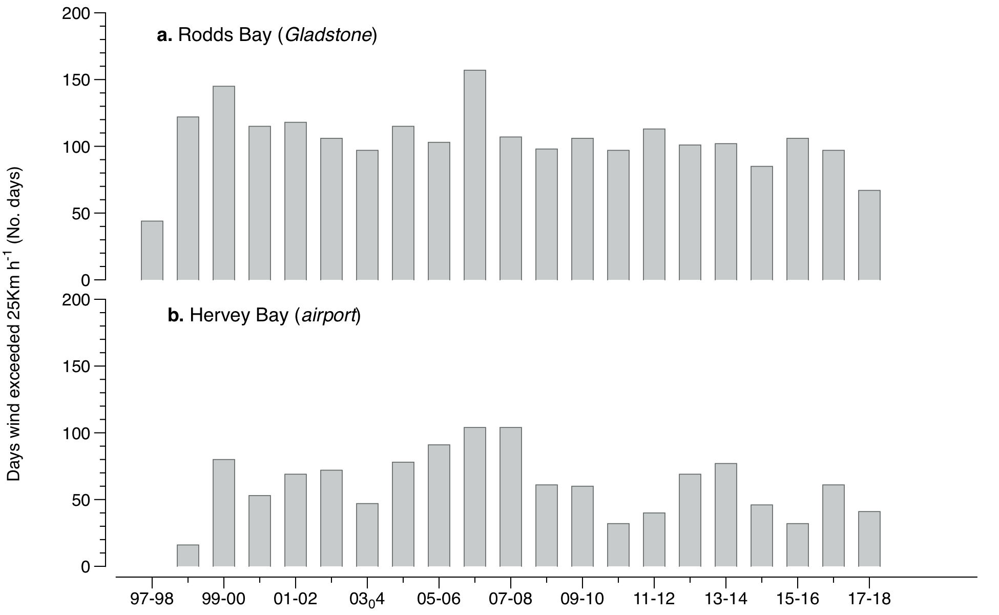 Days wind exceeded 25Km h-1 (No. days)
a. Rodds Bay (Gladstone)
200
150
100
50
0
b. Hervey Bay (airport)
200
150
100
50
0
97-98 99-00 01-02 0304 05-06 07-08 09-10 11-12 13-14 15-16 17-18